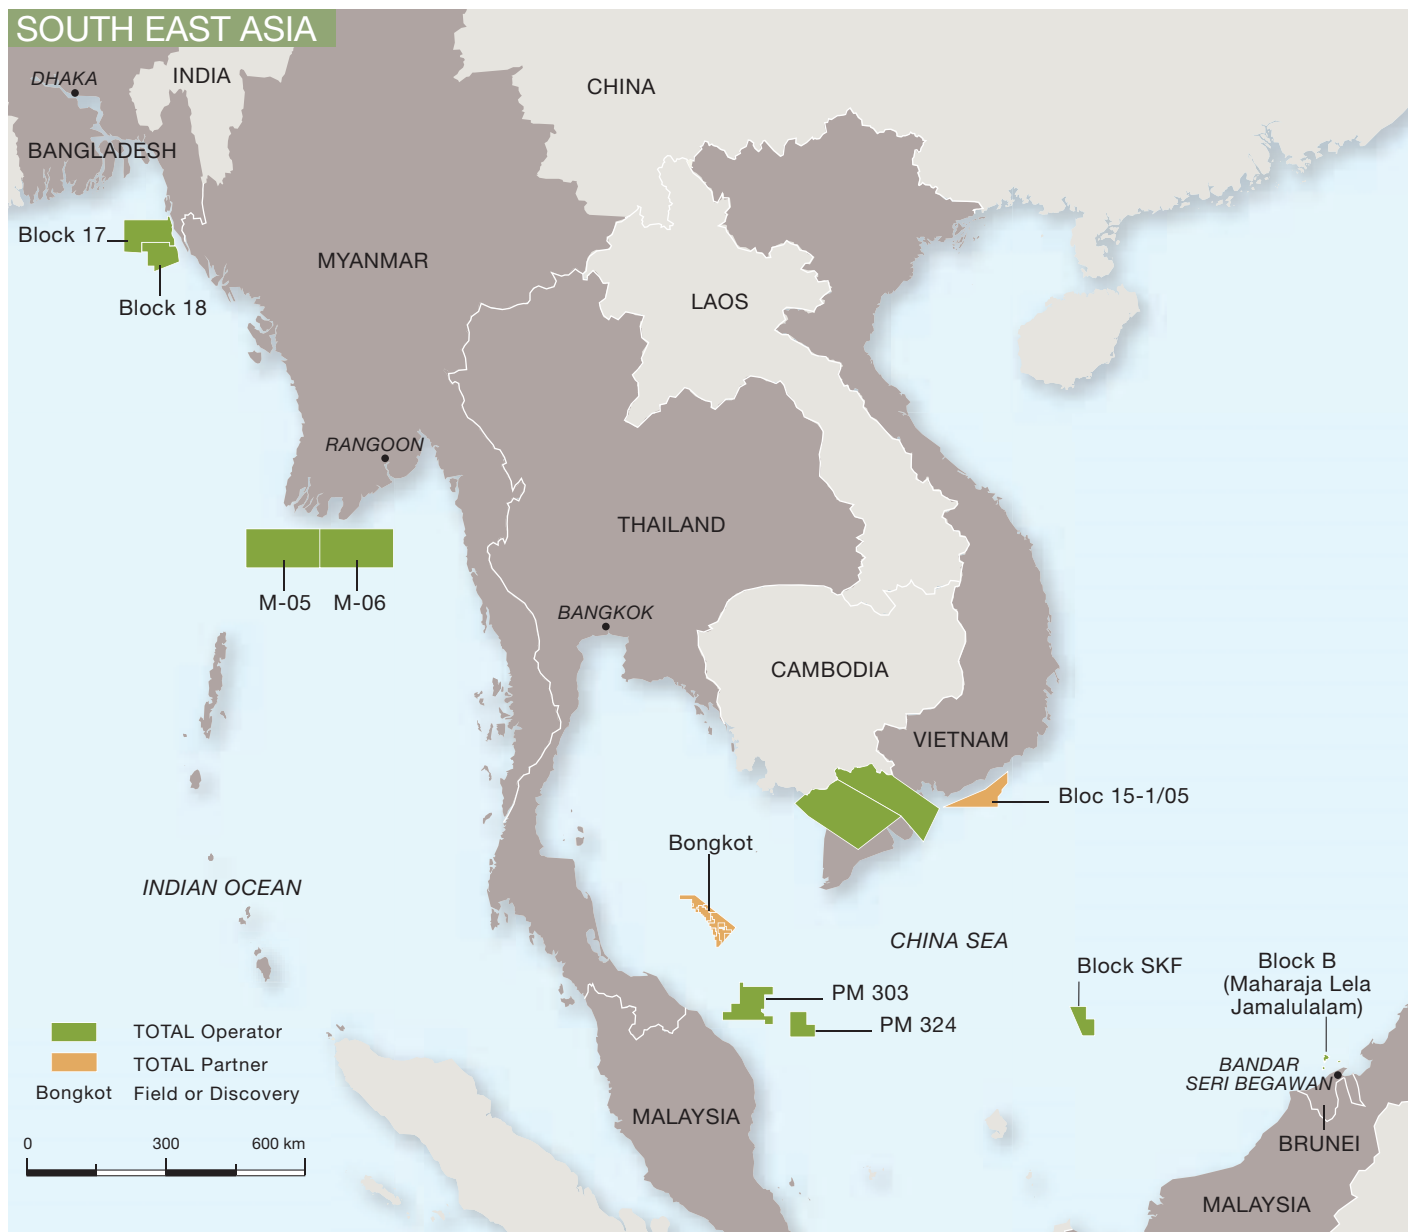 SOUTH EAST ASIA
DHAKA
INDIA
CHINA
BANGLADESH
Block 17
MYANMAR
LAOS
Block 18
RANGOON
THAILAND
M-05
M-06
BANGKOK
CAMBODIA
VIETNAM
Bloc 15-1/05
Bongkot
INDIAN OCEAN
CHINA SEA
Block SKF
Block B
(Maharaja Lela
Jamalulalam)
PM 303
PM 324
TOTAL Operator
TOTAL Partner
Bongkot Field or Discovery
BANDAR
SERI BEGAWAN
MALAYSIA
BRUNEI
0 300 600 km
MALAYSIA